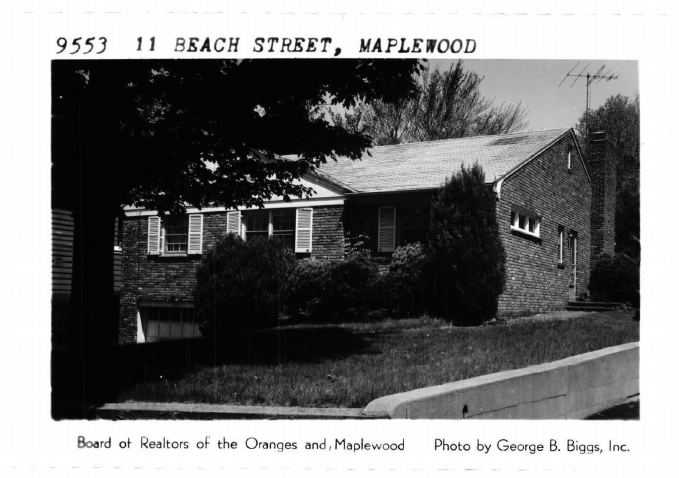 9553 11 BEACH STREET, MAPLEWOOD
Board of Realtors of the Oranges and, Maplewood Photo by George B. Biggs, Inc.